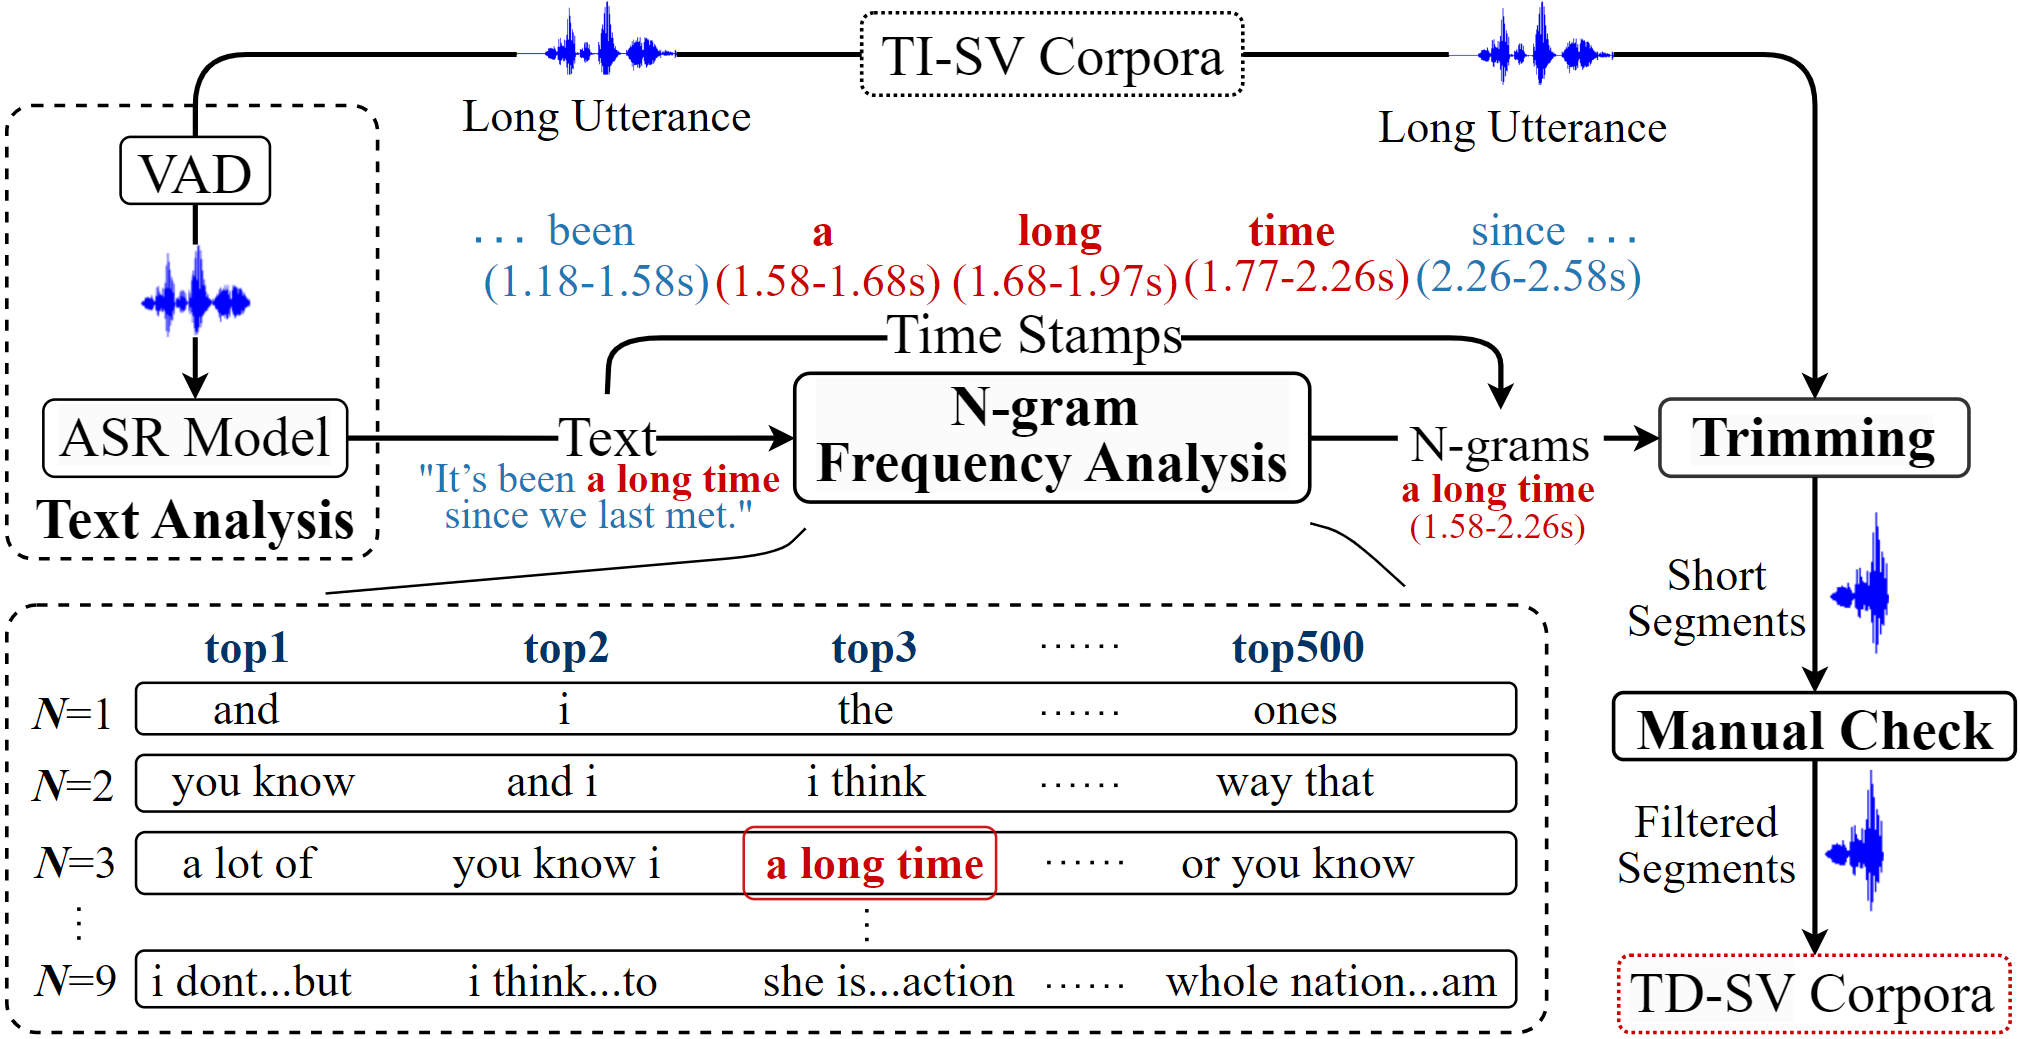 TI-SV Corpora
Long Utterance
Long Utterance
VAD
ASR Model
Text Analysis
... been a long time since ...
(1.18-1.58s) (1.58-1.68s) (1.68-1.97s) (1.77-2.26s) (2.26-2.58s)
Time Stamps
Text
"It's been a long time
since we last met."
N-gram
Frequency Analysis
N-grams
a long time
(1.58-2.26s)
Trimming
Short
Segments
Manual Check
Filtered
Segments
TD-SV Corpora
top1 top2 top3 ...... top500
N=1 and i the ...... ones
N=2 you know and i i think ...... way that
N=3 a lot of you know i a long time ...... or you know
N=9 i dont...but i think...to she is...action ...... whole nation...am